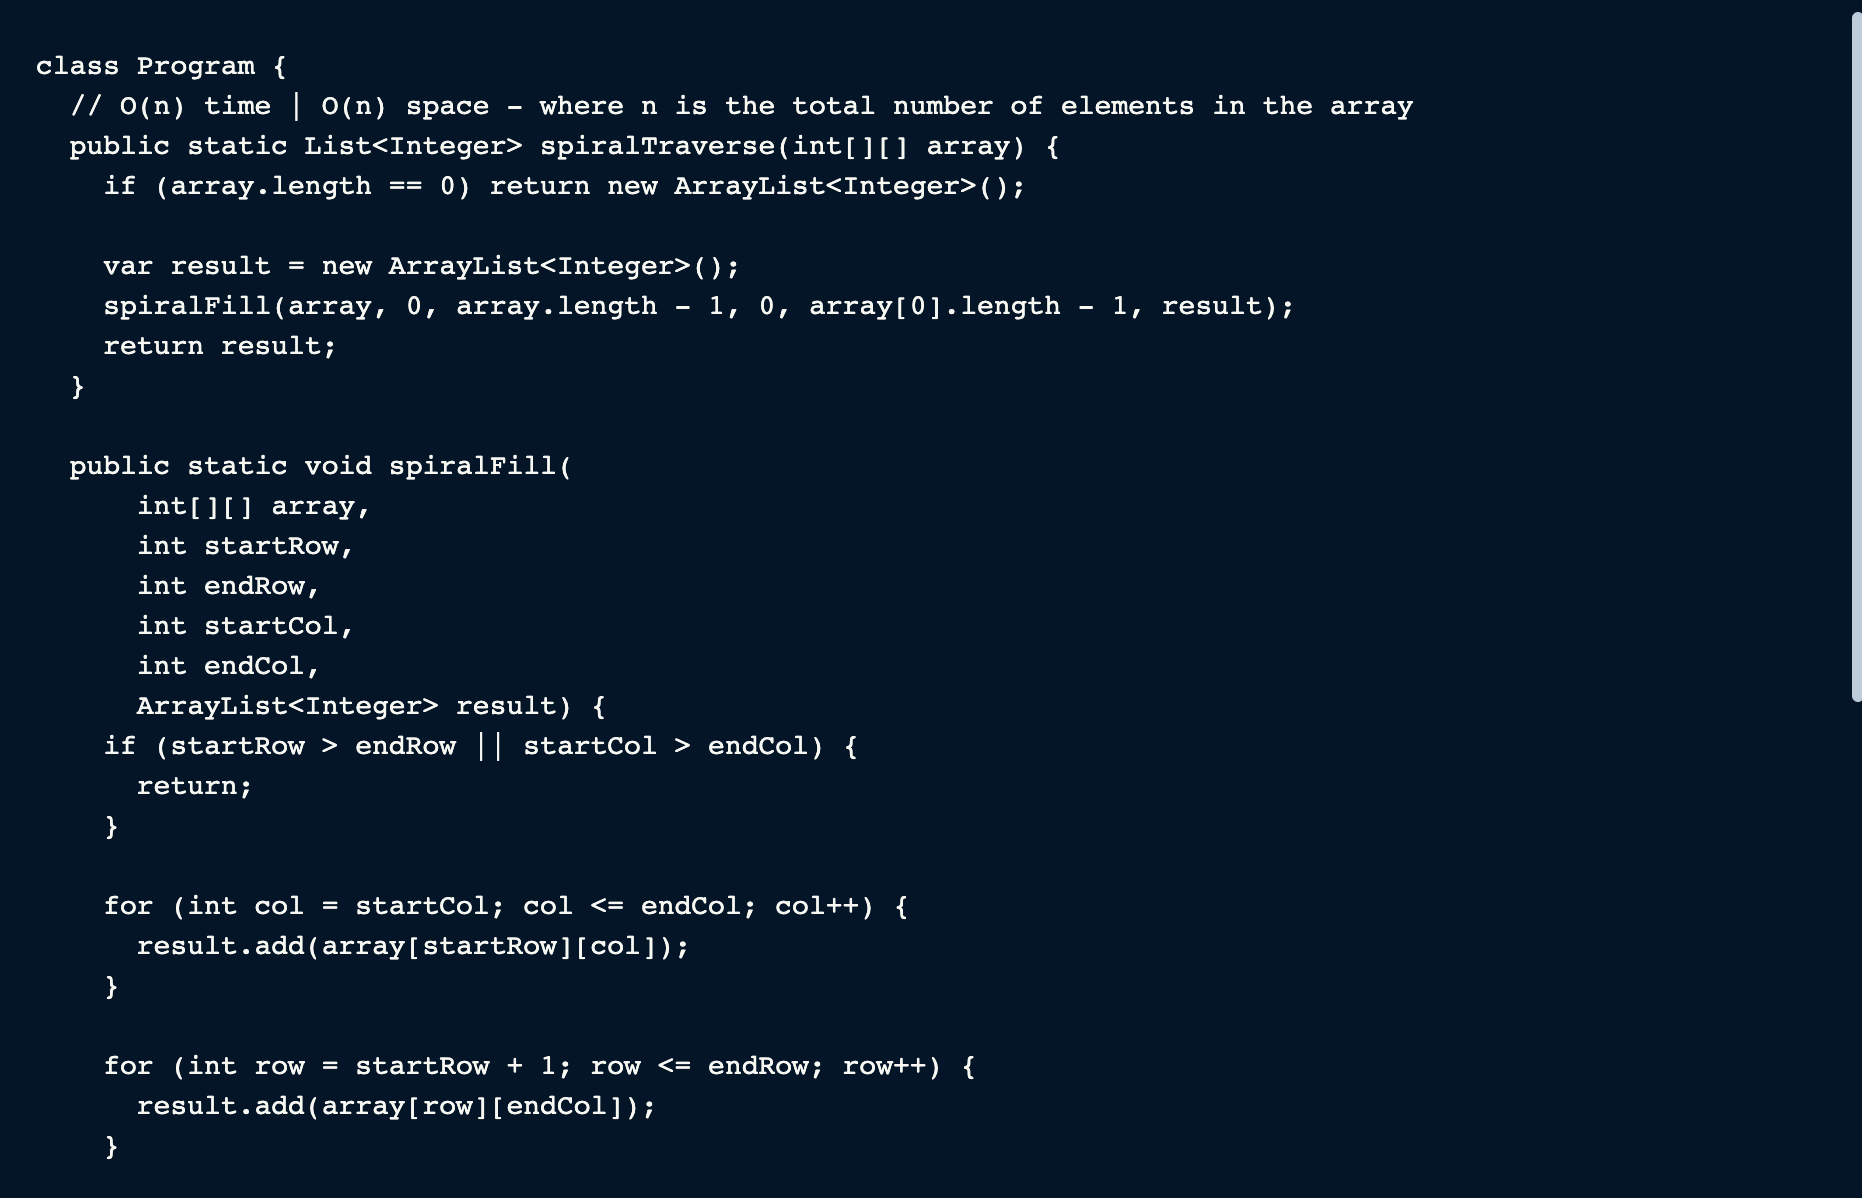 class Program {
// O(n) time | O(n) space - where n is the total number of elements in the array
public static List<Integer> spiralTraverse(int[][] array) {
if (array.length == 0) return new ArrayList<Integer>();
var result = new ArrayList<Integer>();
spiralFill(array, 0, array.length - 1, 0, array[0].length - 1, result);
return result;
}
public static void spiralFill(
int[][] array,
int startRow,
int endRow,
int startCol,
int endCol,
ArrayList<Integer> result) {
if (startRow > endRow || startCol > endCol) {
return;
}
for (int col = startCol; col <= endCol; col++) {
result.add(array[startRow][col]);
}
for (int row = startRow + 1; row <= endRow; row++) {
result.add(array[row][endCol]);
}